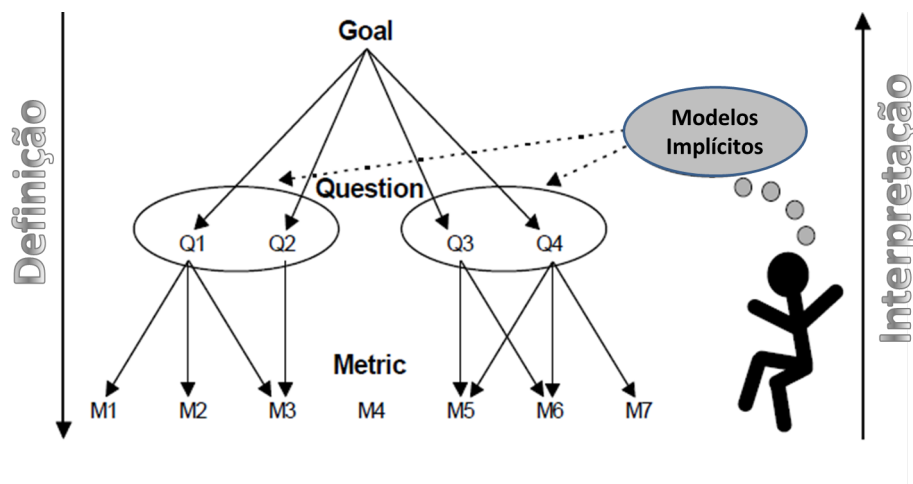 Goal
Definição
Modelos
Implícitos
Interpretação
Question
Q1 Q2 Q3 Q4
Metric
M1 M2 M3 M4 M5 M6 M7